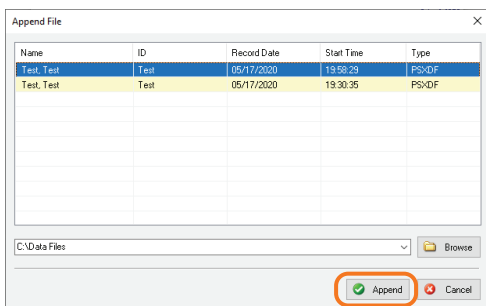 Append File
Name ID Record Date Start Time Type
Test, Test Test 05/17/2020 19:58:29 PSXDF
Test, Test Test 05/17/2020 19:30:35 PSXDF
C:\Data Files Browse
Append Cancel